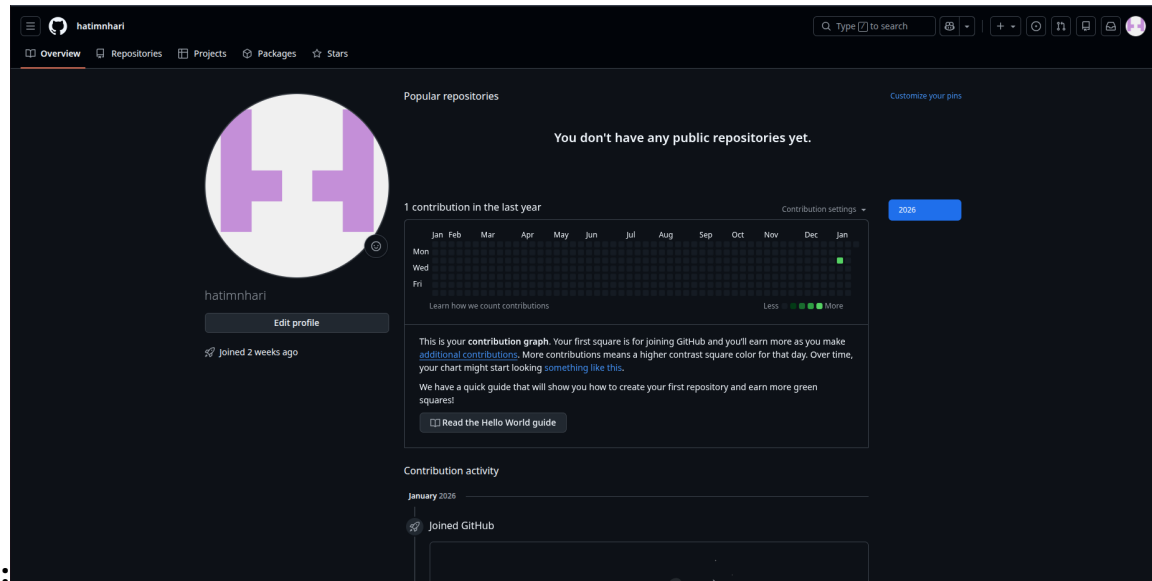 hatimnhari
Type / to search
Overview Repositories Projects Packages Stars
Popular repositories
Customize your pins
You don't have any public repositories yet.
1 contribution in the last year
Contribution settings
2026
Jan Feb Mar Apr May Jun Jul Aug Sep Oct Nov Dec Jan
Mon
Wed
Fri
Learn how we count contributions
Less More
hatimnhari
Edit profile
Joined 2 weeks ago
This is your contribution graph. Your first square is for joining GitHub and you'll earn more as you make
additional contributions. More contributions means a higher contrast square color for that day. Over time,
your chart might start looking something like this.
We have a quick guide that will show you how to create your first repository and earn more green
squares!
Read the Hello World guide
Contribution activity
January 2026
Joined GitHub